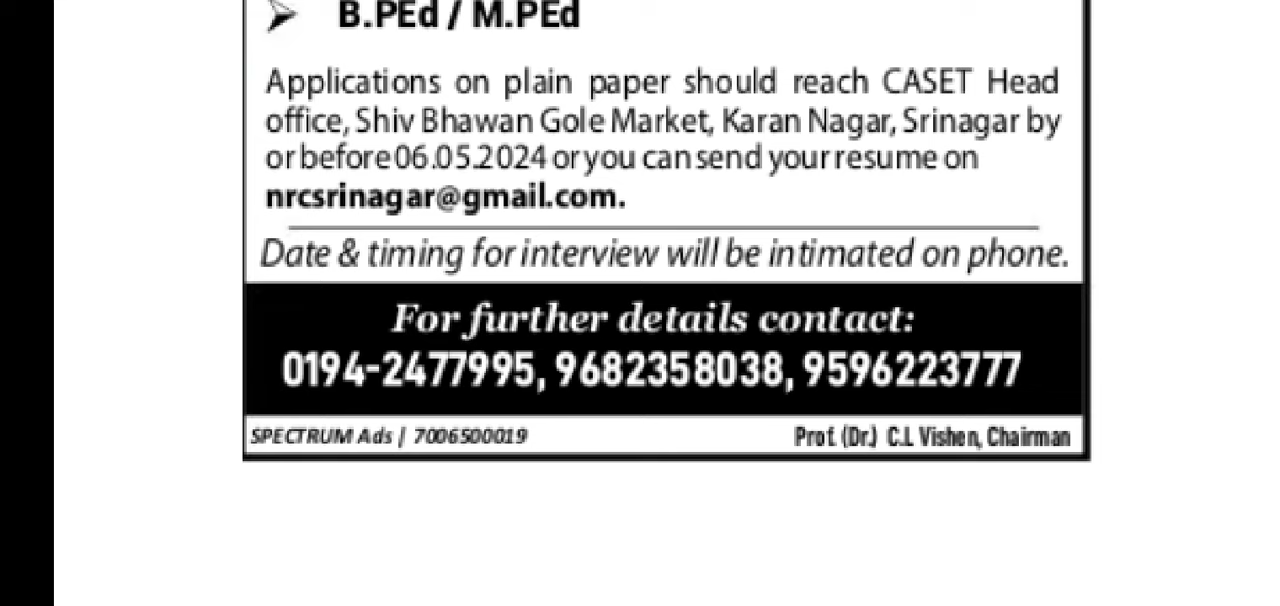 ➢ B.PEd / M.PEd
Applications on plain paper should reach CASET Head
office, Shiv Bhawan Gole Market, Karan Nagar, Srinagar by
or before 06.05.2024 or you can send your resume on
nrcsrinagar@gmail.com.
Date & timing for interview will be intimated on phone.
For further details contact:
0194-2477995, 9682358038, 9596223777
SPECTRUM Ads | 7006500019
Prof. (Dr.) C.L Vishen, Chairman